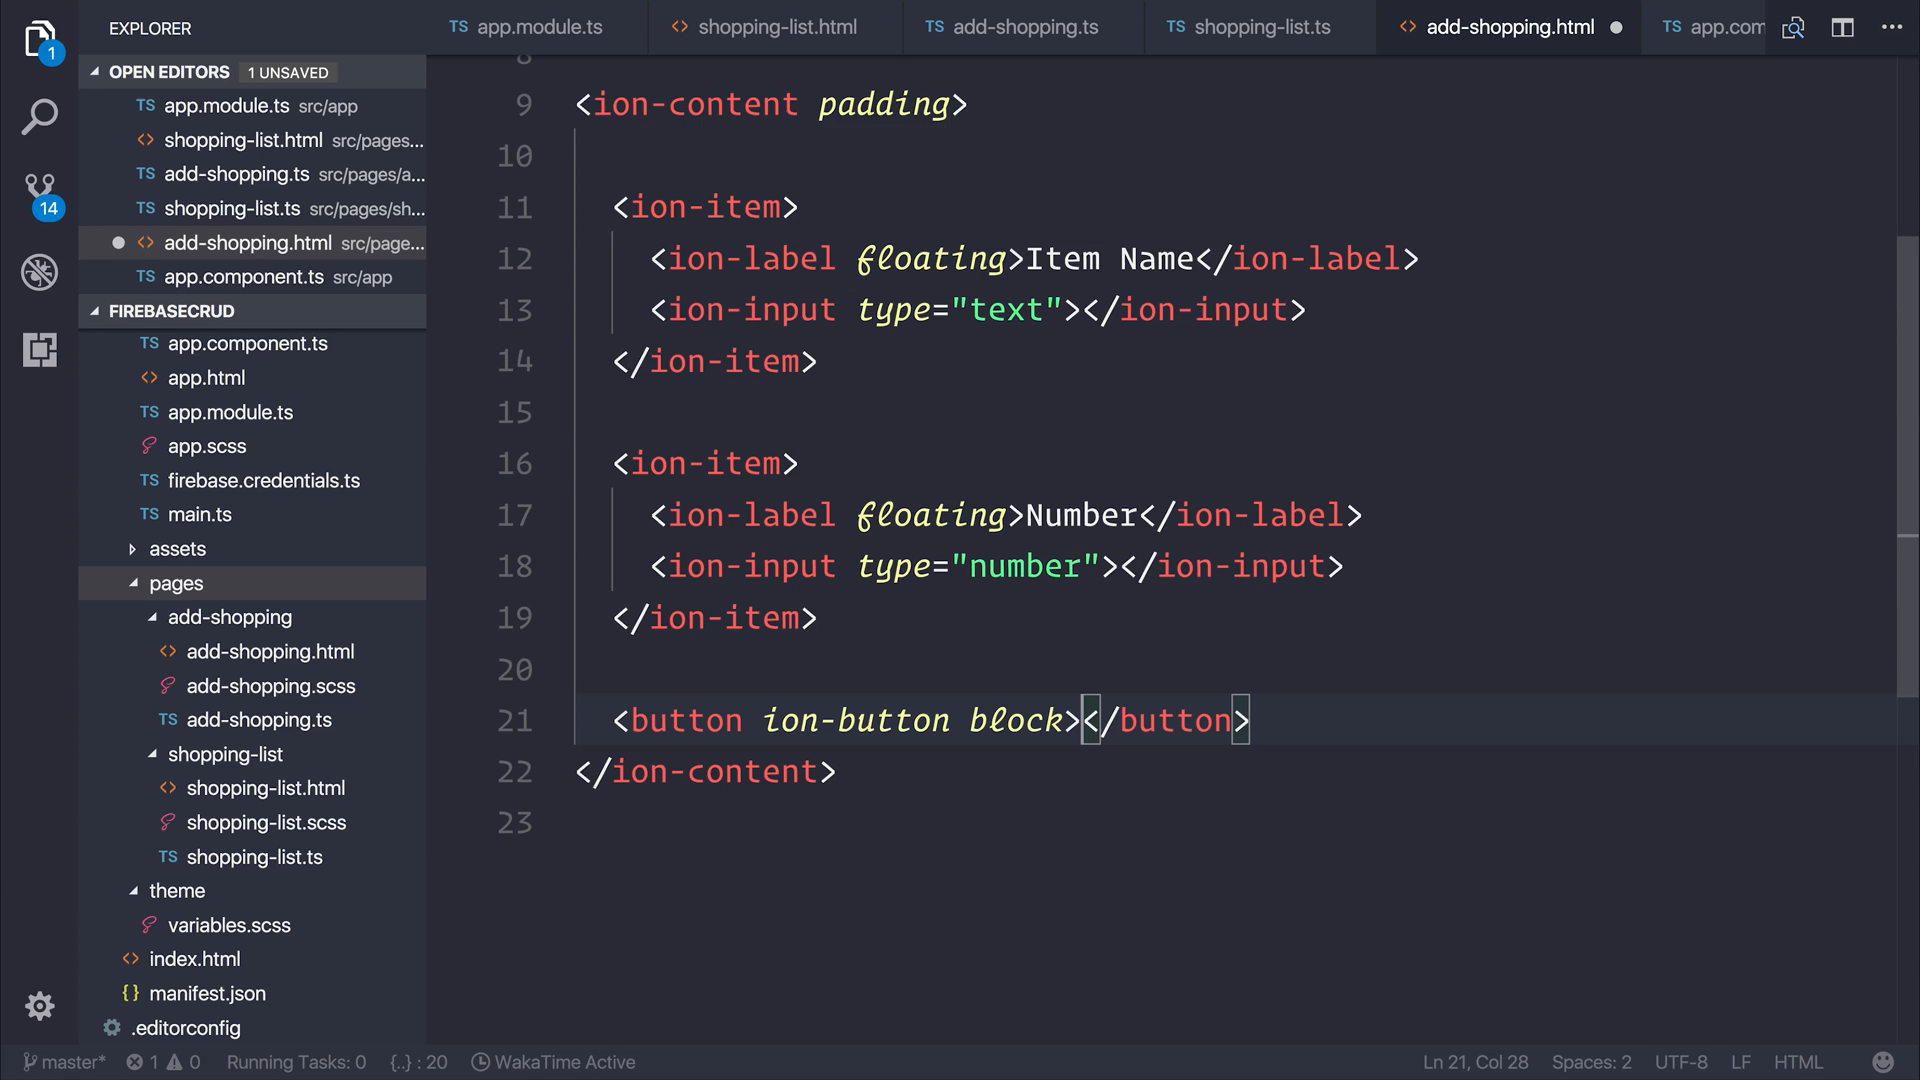 EXPLORER
TS app.module.ts
<> shopping-list.html
TS add-shopping.ts
TS shopping-list.ts
<> add-shopping.html
TS app.com
1
OPEN EDITORS 1 UNSAVED
TS app.module.ts src/app
<> shopping-list.html src/pages...
TS add-shopping.ts src/pages/a...
TS shopping-list.ts src/pages/sh...
<> add-shopping.html src/page...
TS app.component.ts src/app
14
FIREBASECRUD
TS app.component.ts
<> app.html
TS app.module.ts
app.scss
TS firebase.credentials.ts
TS main.ts
assets
pages
add-shopping
<> add-shopping.html
add-shopping.scss
TS add-shopping.ts
shopping-list
<> shopping-list.html
shopping-list.scss
TS shopping-list.ts
theme
variables.scss
<> index.html
{} manifest.json
.editorconfig
8
9 <ion-content padding>
10
11 <ion-item>
12 <ion-label floating>Item Name</ion-label>
13 <ion-input type="text"></ion-input>
14 </ion-item>
15
16 <ion-item>
17 <ion-label floating>Number</ion-label>
18 <ion-input type="number"></ion-input>
19 </ion-item>
20
21 <button ion-button block></button>
22 </ion-content>
23
master* 1 0 Running Tasks: 0 {..} : 20 WakaTime Active
Ln 21, Col 28 Spaces: 2 UTF-8 LF HTML